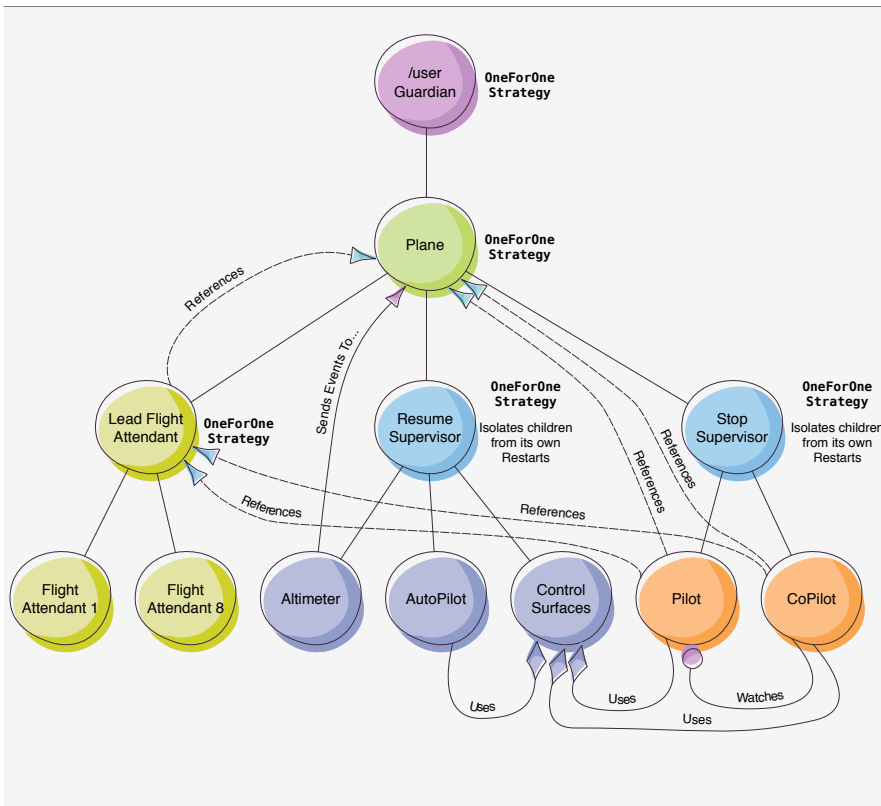 /user
Guardian
OneForOne
Strategy
Plane
OneForOne
Strategy
References
Sends Events To...
Lead Flight
Attendant
OneForOne
Strategy
Resume
Supervisor
OneForOne
Strategy
Isolates children
from its own
Restarts
Stop
Supervisor
OneForOne
Strategy
Isolates children
from its own
Restarts
References
References
References
References
Flight
Attendant 1
Flight
Attendant 8
Altimeter
AutoPilot
Control
Surfaces
Pilot
CoPilot
Uses
Uses
Watches
Uses